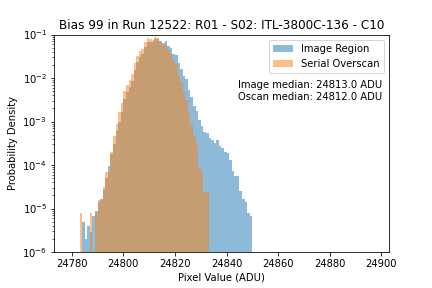 Bias 99 in Run 12522: R01 - S02: ITL-3800C-136 - C10
Image Region
Serial Overscan
Image median: 24813.0 ADU
Oscan median: 24812.0 ADU
Probability Density
10⁻¹
10⁻²
10⁻³
10⁻⁴
10⁻⁵
10⁻⁶
24780 24800 24820 24840 24860 24880 24900
Pixel Value (ADU)